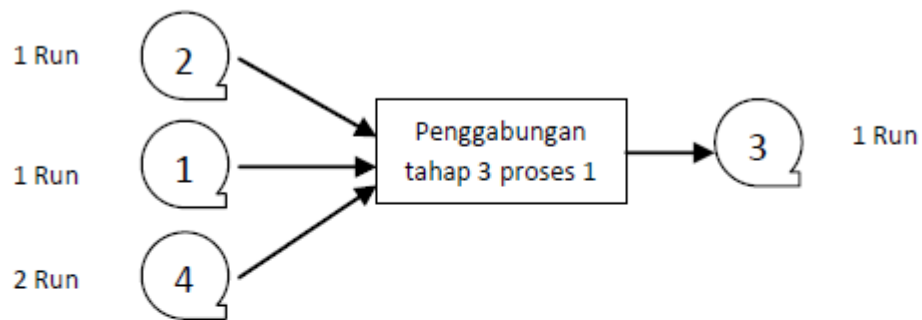 1 Run
2
1 Run
1
2 Run
4
Penggabungan
tahap 3 proses 1
3
1 Run